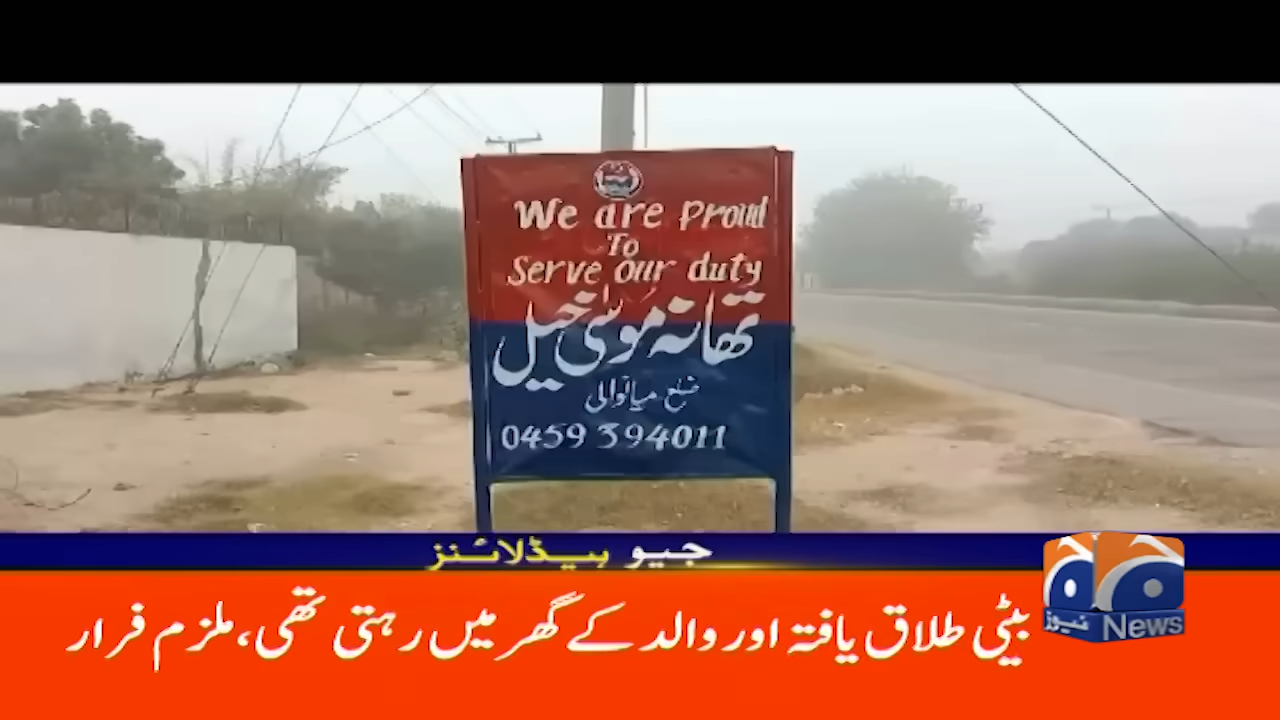 We are Proud
To
Serve our duty
تھانہ موسیٰ خیل
ضلع میانوالی
0459 394011
جیو ہیڈلائنز
بیٹی طلاق یافتہ اور والد کے گھر میں رہتی تھی، ملزم فرار
نیوز News